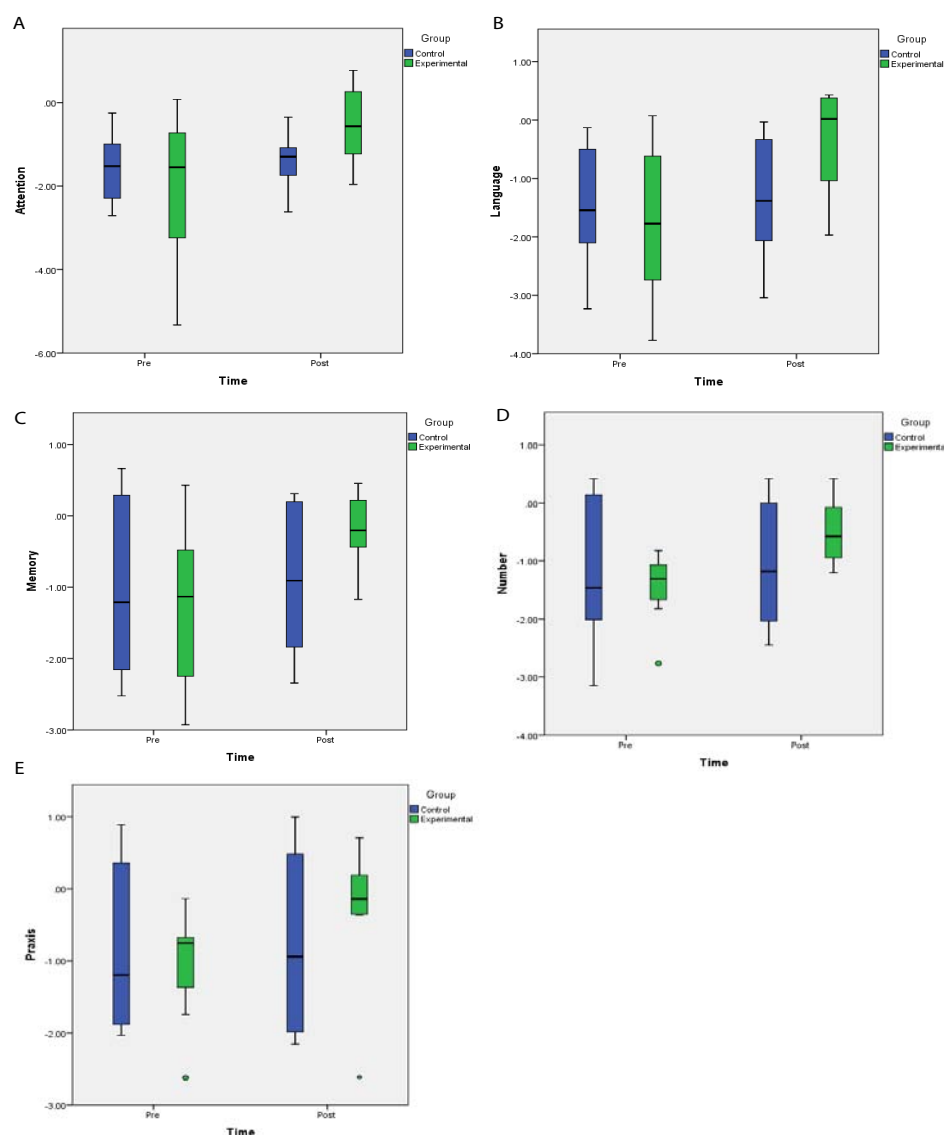 A
Group
Control
Experimental
.00
-2.00
-4.00
-6.00
Attention
Pre
Post
Time
B
Group
Control
Experimental
1.00
.00
-1.00
-2.00
-3.00
-4.00
Language
Pre
Post
Time
C
Group
Control
Experimental
1.00
.00
-1.00
-2.00
-3.00
Memory
Pre
Post
Time
D
Group
Control
Experimenta
1.00
.00
-1.00
-2.00
-3.00
-4.00
Number
Pre
Post
Time
E
Group
Control
Experimental
1.00
.00
-1.00
-2.00
-3.00
Praxis
Pre
Post
Time